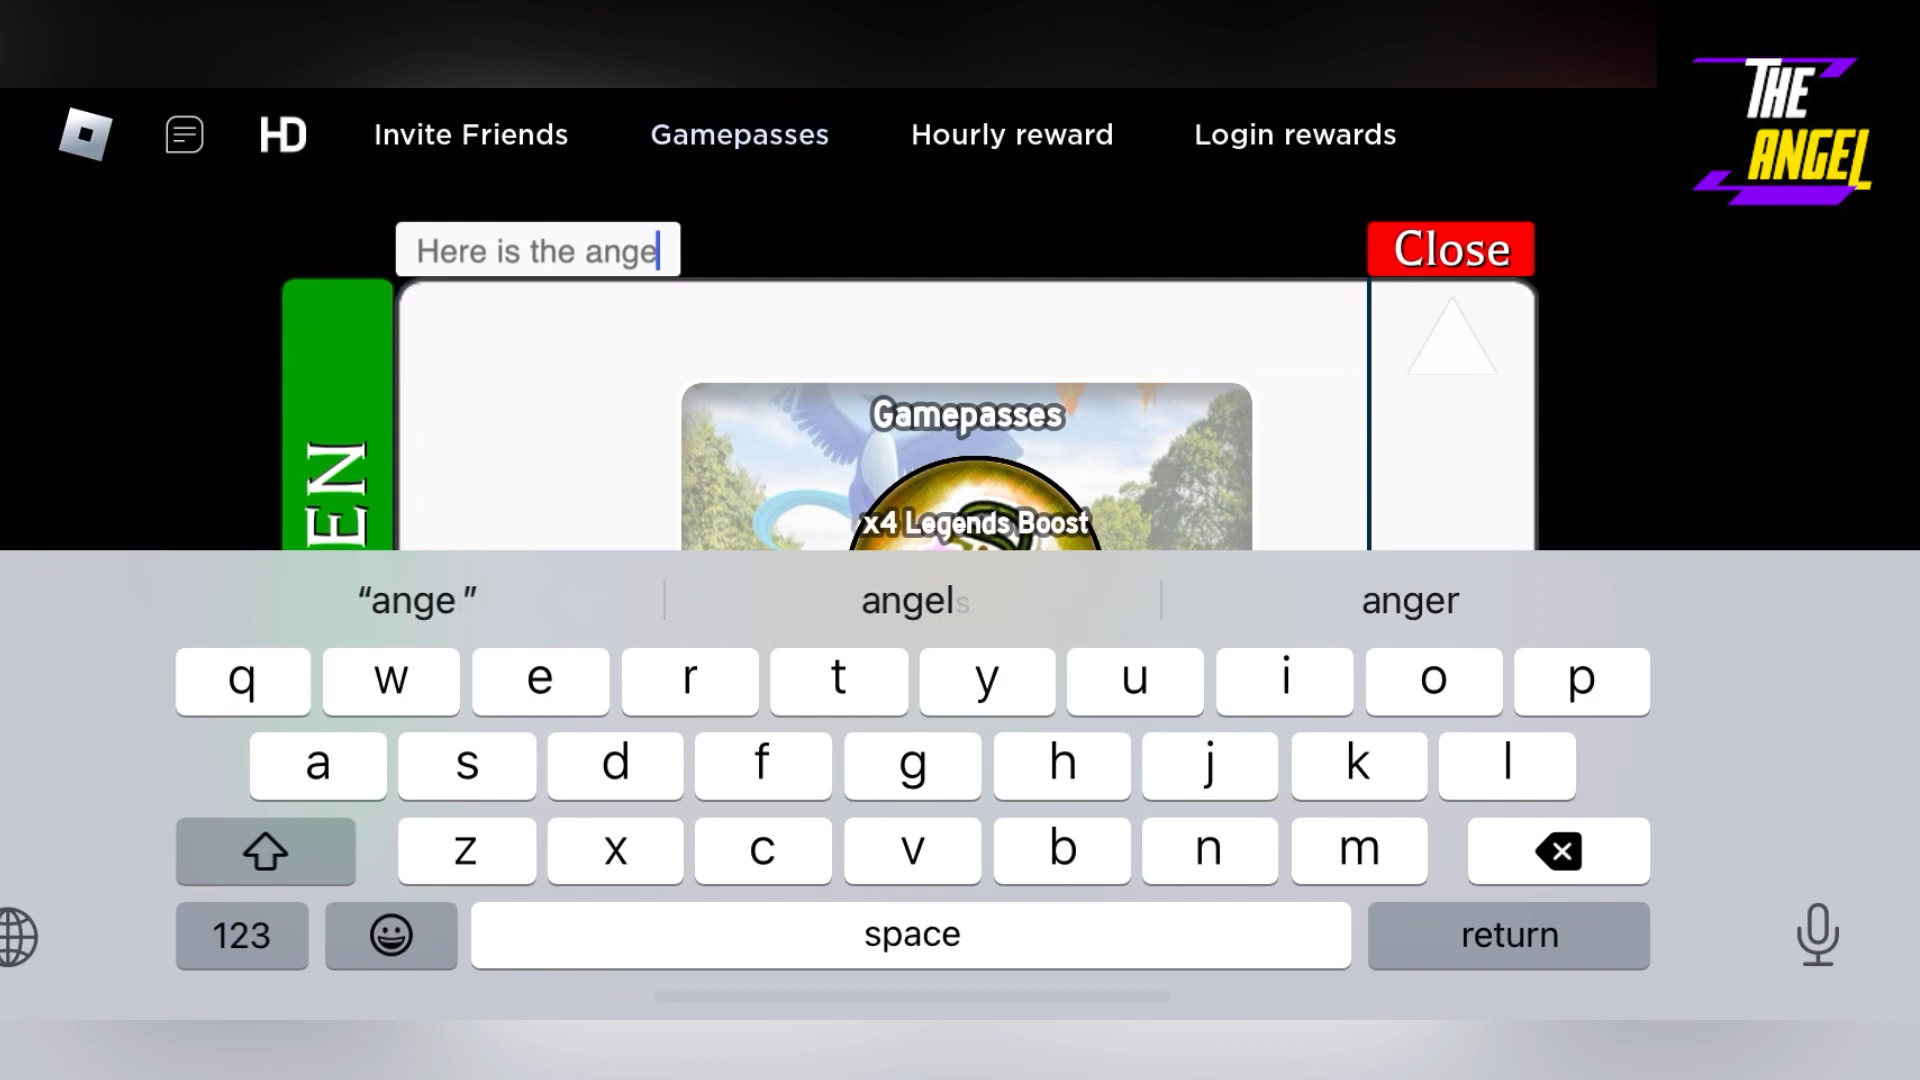 THE
ANGEL
HD Invite Friends Gamepasses Hourly reward Login rewards
Here is the ange
Close
EN
Gamepasses
x4 Legends Boost
“ange” angels anger
q w e r t y u i o p
a s d f g h j k l
z x c v b n m
123 space return